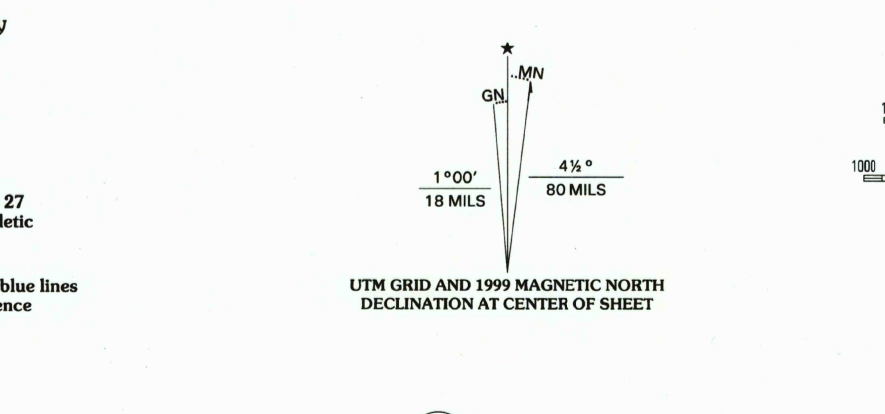 y
★
MN
GN
1°00′
18 MILS
4½°
80 MILS
1000
27
letic
blue lines
ence
UTM GRID AND 1999 MAGNETIC NORTH
DECLINATION AT CENTER OF SHEET